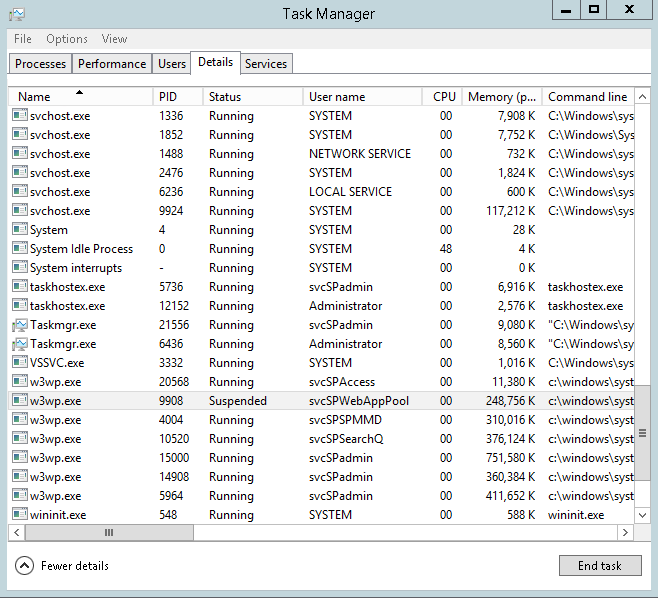 Task Manager
File Options View
Processes Performance Users Details Services
Name PID Status User name CPU Memory (p... Command line
svchost.exe 1336 Running SYSTEM 00 7,908 K C:\Windows\Sys
svchost.exe 1852 Running SYSTEM 00 7,752 K C:\Windows\Sys
svchost.exe 1488 Running NETWORK SERVICE 00 732 K C:\Windows\sys
svchost.exe 2476 Running SYSTEM 00 1,824 K C:\Windows\sys
svchost.exe 6236 Running LOCAL SERVICE 00 600 K C:\Windows\sys
svchost.exe 9924 Running SYSTEM 00 117,212 K C:\Windows\sys
System 4 Running SYSTEM 00 28 K
System Idle Process 0 Running SYSTEM 48 4 K
System interrupts - Running SYSTEM 00 0 K
taskhostex.exe 5736 Running svcSPadmin 00 6,916 K taskhostex.exe
taskhostex.exe 12152 Running Administrator 00 2,576 K taskhostex.exe
Taskmgr.exe 21556 Running svcSPadmin 00 9,080 K "C:\Windows\sy
Taskmgr.exe 6436 Running Administrator 00 8,560 K "C:\Windows\sy
VSSVC.exe 3332 Running SYSTEM 00 1,016 K C:\Windows\sys
w3wp.exe 20568 Running svcSPAccess 00 11,380 K c:\windows\syst
w3wp.exe 9908 Suspended svcSPWebAppPool 00 248,756 K c:\windows\syst
w3wp.exe 4004 Running svcSPSPMMD 00 310,016 K c:\windows\syst
w3wp.exe 10520 Running svcSPSearchQ 00 376,124 K c:\windows\syst
w3wp.exe 15000 Running svcSPadmin 00 751,580 K c:\windows\syst
w3wp.exe 14908 Running svcSPadmin 00 360,384 K c:\windows\syst
w3wp.exe 5964 Running svcSPadmin 00 411,652 K c:\windows\syst
wininit.exe 548 Running SYSTEM 00 588 K wininit.exe
Fewer details End task